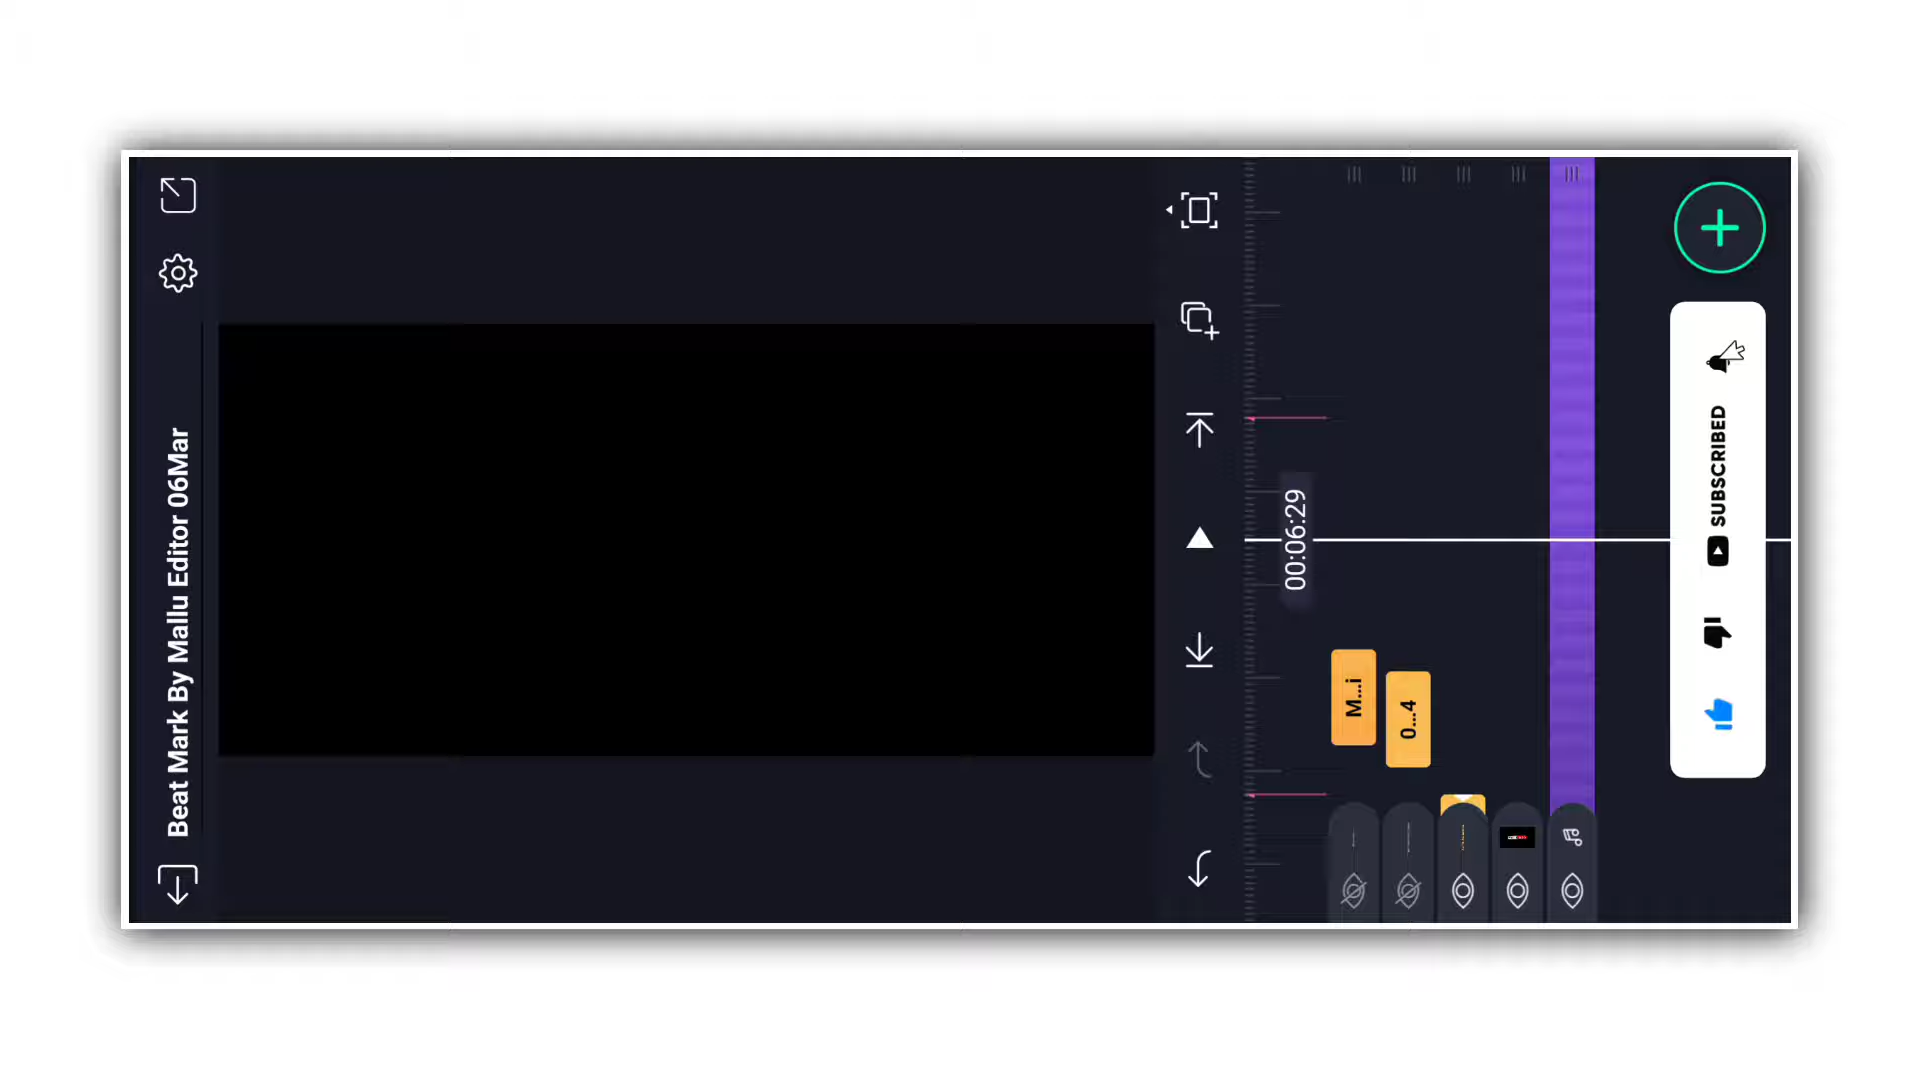 Beat Mark By Mallu Editor 06Mar
00:06:29
M...i
0...4
SUBSCRIBED